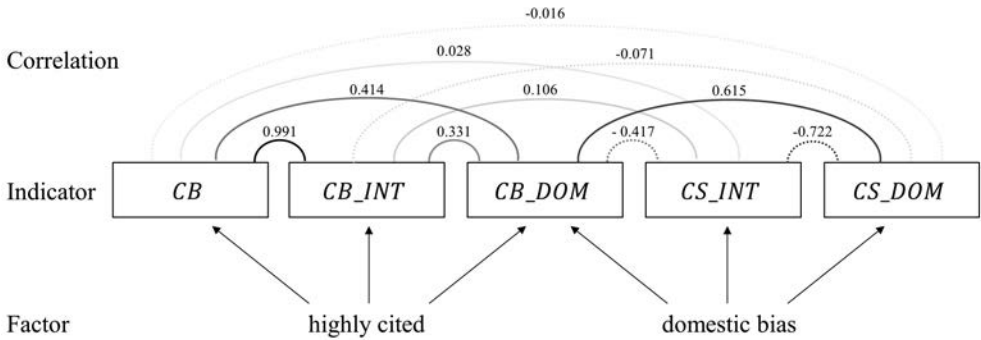 -0.016
Correlation
0.028
-0.071
0.414
0.106
0.615
0.991
0.331
- 0.417
-0.722
Indicator
CB
CB_INT
CB_DOM
CS_INT
CS_DOM
Factor
highly cited
domestic bias